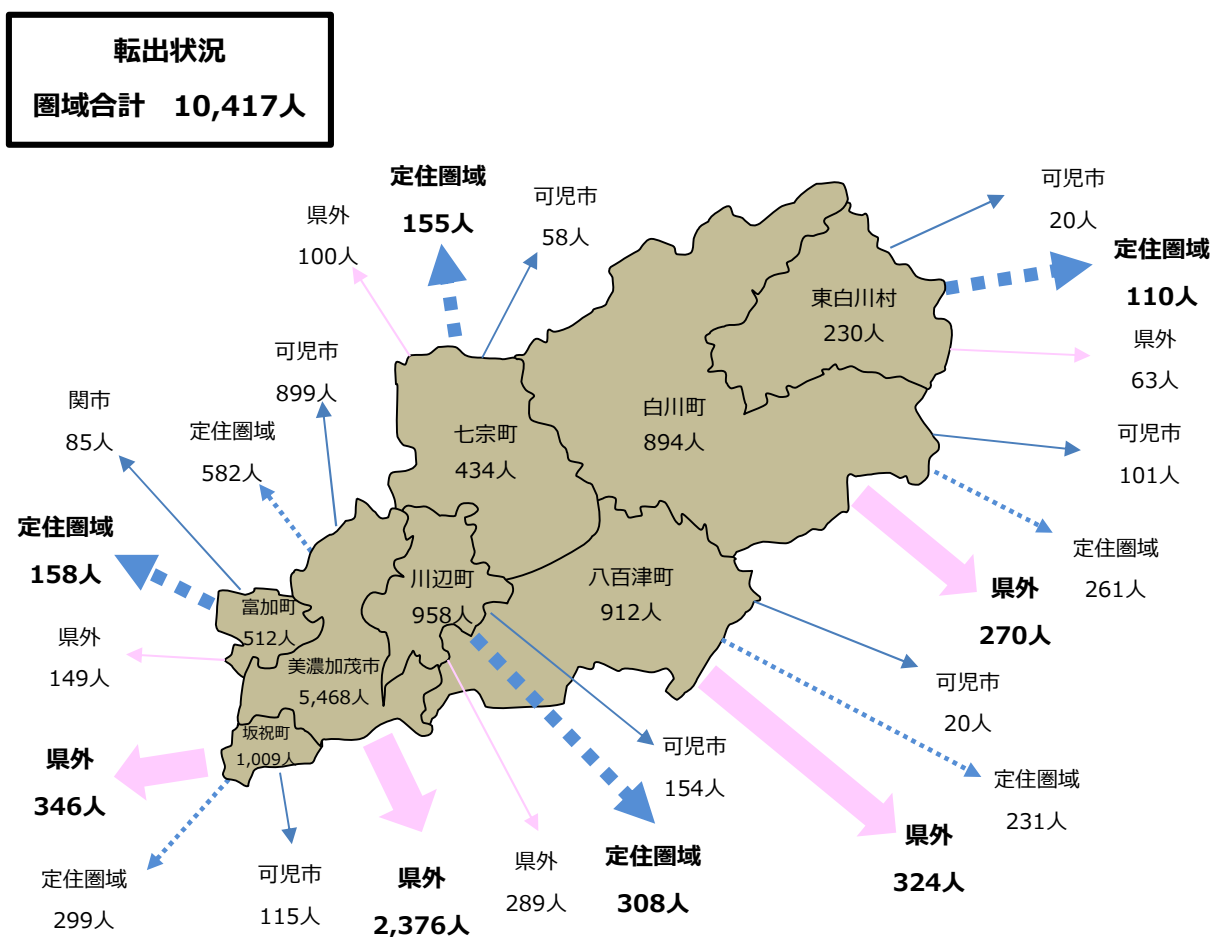 転出状況
圏域合計　10,417人
定住圏域
155人
可児市
58人
県外
100人
可児市
20人
定住圏域
110人
東白川村
230人
県外
63人
可児市
899人
関市
85人
定住圏域
582人
七宗町
434人
白川町
894人
可児市
101人
定住圏域
158人
定住圏域
261人
県外
270人
川辺町
958人
八百津町
912人
富加町
512人
県外
149人
美濃加茂市
5,468人
可児市
20人
坂祝町
1,009人
県外
346人
可児市
154人
定住圏域
231人
県外
324人
定住圏域
299人
可児市
115人
県外
2,376人
県外
289人
定住圏域
308人